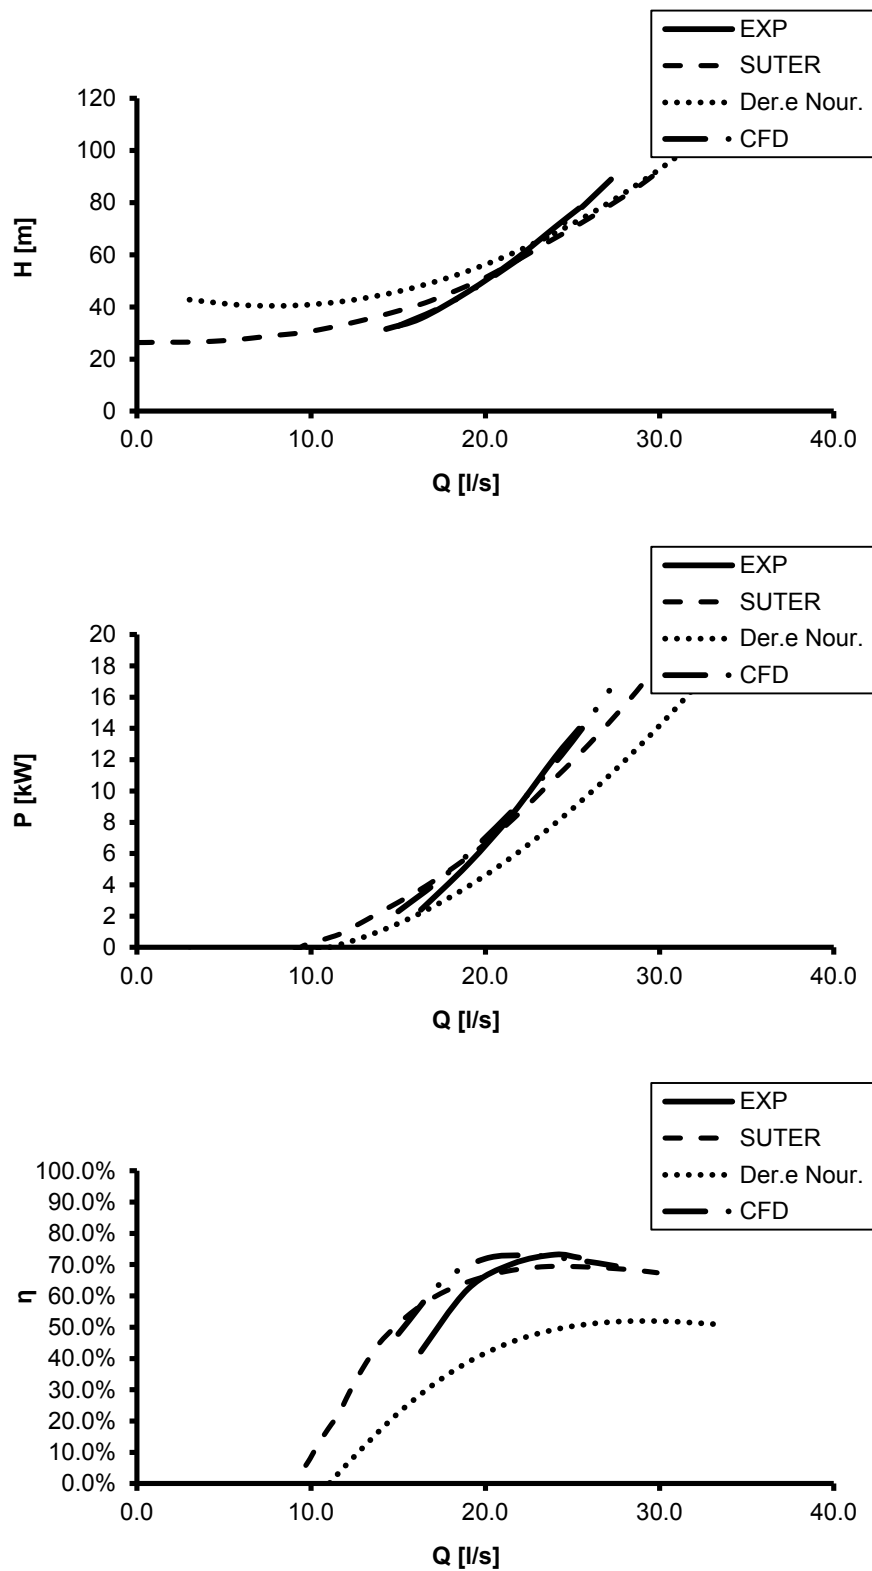 EXP
SUTER
Der.e Nour.
CFD
120
100
80
60
40
20
0
0.0 10.0 20.0 30.0 40.0
H [m]
Q [l/s]
EXP
SUTER
Der.e Nour.
CFD
20
18
16
14
12
10
8
6
4
2
0
0.0 10.0 20.0 30.0 40.0
P [kW]
Q [l/s]
EXP
SUTER
Der.e Nour.
CFD
100.0%
90.0%
80.0%
70.0%
60.0%
50.0%
40.0%
30.0%
20.0%
10.0%
0.0%
0.0 10.0 20.0 30.0 40.0
η
Q [l/s]